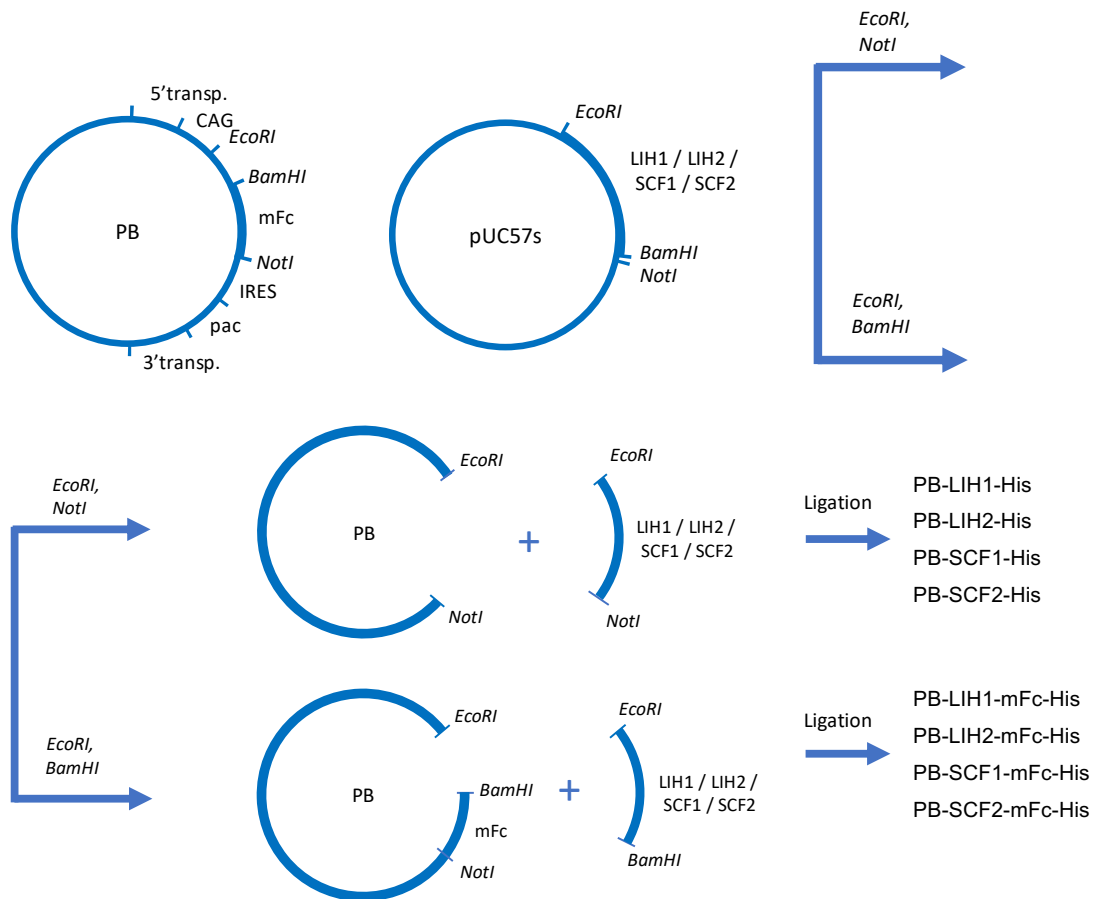 5'transp.
CAG
EcoRI
BamHI
PB
mFc
NotI
IRES
pac
3'transp.
EcoRI
LIH1 / LIH2 /
SCF1 / SCF2
pUC57s
BamHI
NotI
EcoRI,
NotI
EcoRI,
BamHI
EcoRI,
NotI
EcoRI
PB
NotI
+
EcoRI
LIH1 / LIH2 /
SCF1 / SCF2
NotI
Ligation
PB-LIH1-His
PB-LIH2-His
PB-SCF1-His
PB-SCF2-His
EcoRI,
BamHI
EcoRI
PB
BamHI
mFc
NotI
+
EcoRI
LIH1 / LIH2 /
SCF1 / SCF2
BamHI
Ligation
PB-LIH1-mFc-His
PB-LIH2-mFc-His
PB-SCF1-mFc-His
PB-SCF2-mFc-His